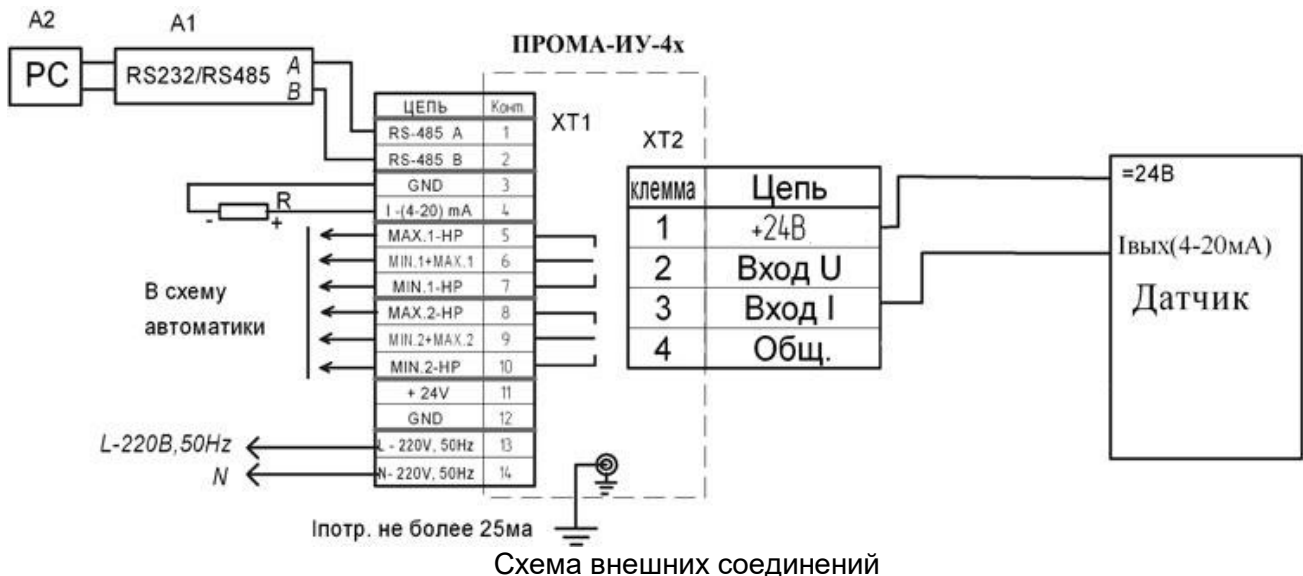 A2
A1
ПРОМА-ИУ-4х
PC
RS232/RS485
A
B
ЦЕПЬ Конт.
RS-485 A 1
RS-485 B 2
GND 3
I -(4-20) mA 4
MAX.1-HP 5
MIN.1+MAX.1 6
MIN.1-HP 7
MAX.2-HP 8
MIN.2+MAX.2 9
MIN.2-HP 10
+ 24V 11
GND 12
L - 220V, 50Hz 13
N- 220V, 50Hz 14
XT1
R
- +
В схему
автоматики
L-220В,50Hz
N
XT2
клемма Цепь
1 +24В
2 Вход U
3 Вход I
4 Общ.
=24В
Iвых(4-20мА)
Датчик
Iпотр. не более 25ма
Схема внешних соединений